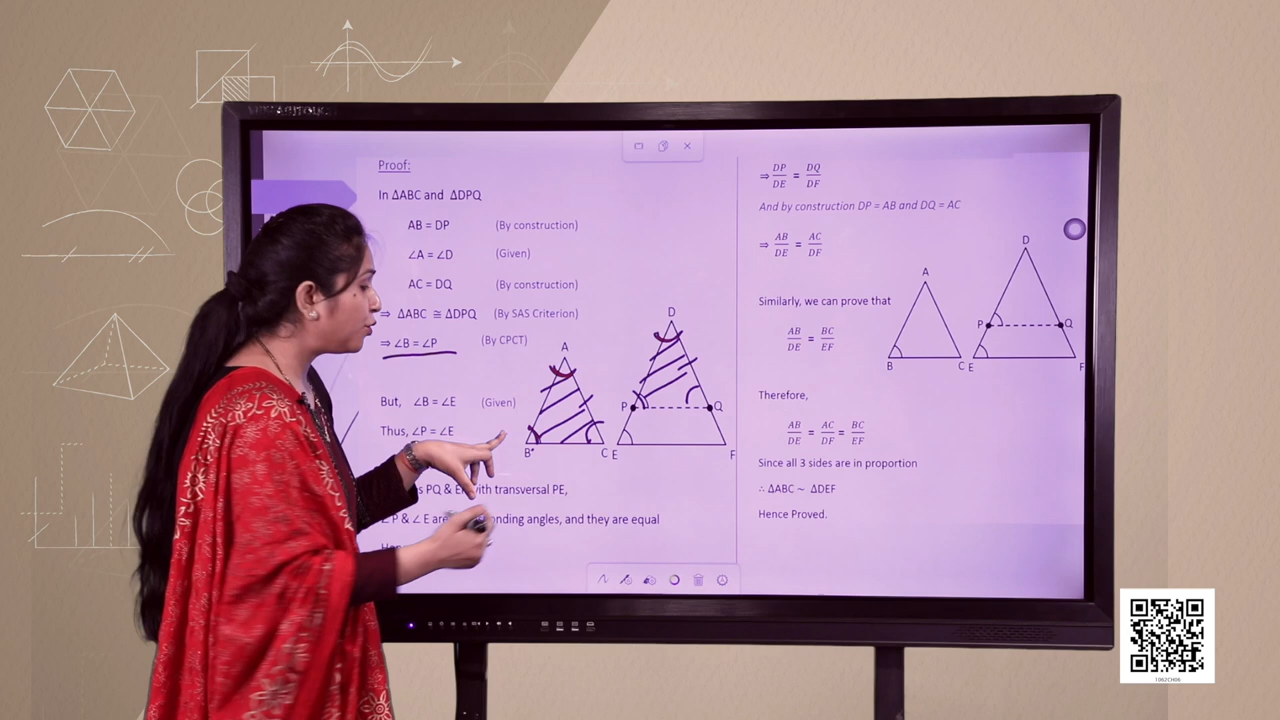 Proof:
In ΔABC and ΔDPQ
AB = DP (By construction)
∠A = ∠D (Given)
AC = DQ (By construction)
⇒ ΔABC ≅ ΔDPQ (By SAS Criterion)
⇒ ∠B = ∠P (By CPCT)
But, ∠B = ∠E (Given)
Thus, ∠P = ∠E
PQ & with transversal PE,
∠P & ∠E are angles, and they are equal
A
B
C
D
P
Q
E
F
⇒ DP/DE = DQ/DF
And by construction DP = AB and DQ = AC
⇒ AB/DE = AC/DF
Similarly, we can prove that
AB/DE = BC/EF
Therefore,
AB/DE = AC/DF = BC/EF
Since all 3 sides are in proportion
∴ ΔABC ~ ΔDEF
Hence Proved.
A
B
C
D
P
Q
E
F
1062CH06